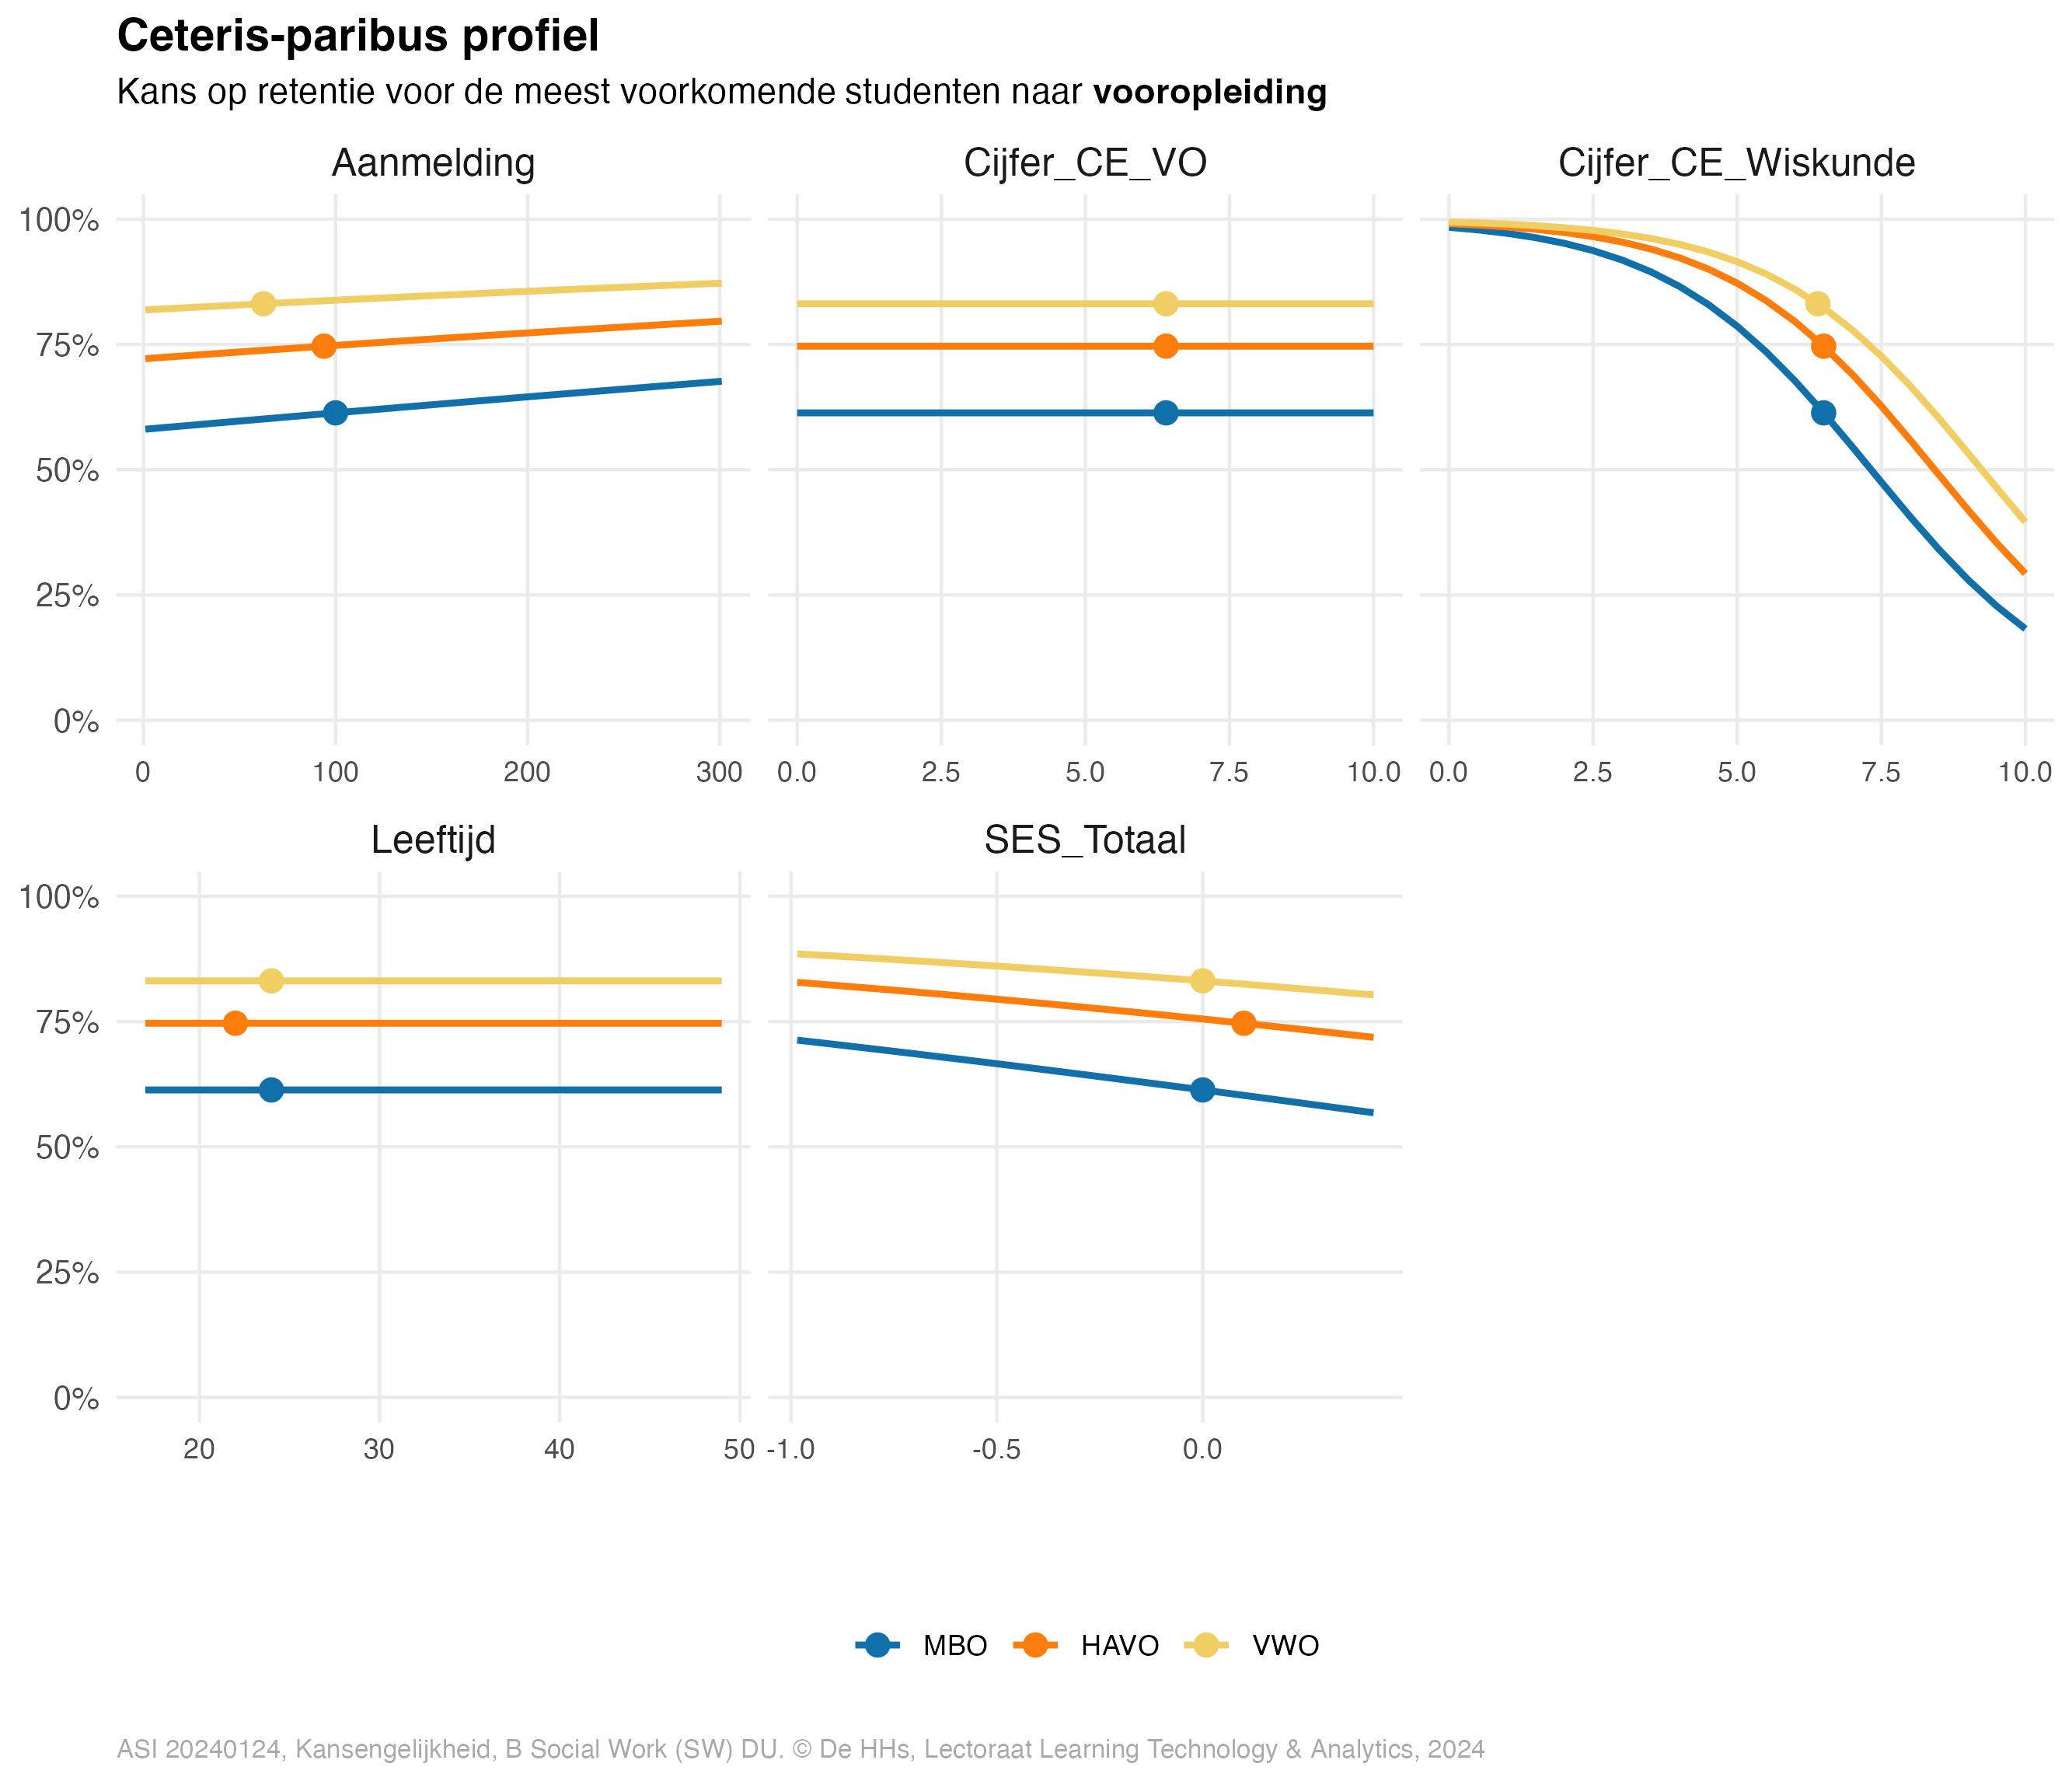 Ceteris-paribus profiel
Kans op retentie voor de meest voorkomende studenten naar vooropleiding
Aanmelding Cijfer_CE_VO Cijfer_CE_Wiskunde
100%
75%
50%
25%
0%
0 100 200 300 0.0 2.5 5.0 7.5 10.0 0.0 2.5 5.0 7.5 10.0
Leeftijd SES_Totaal
100%
75%
50%
25%
0%
20 30 40 50 -1.0 -0.5 0.0
MBO HAVO VWO
ASI 20240124, Kansengelijkheid, B Social Work (SW) DU. © De HHs, Lectoraat Learning Technology & Analytics, 2024